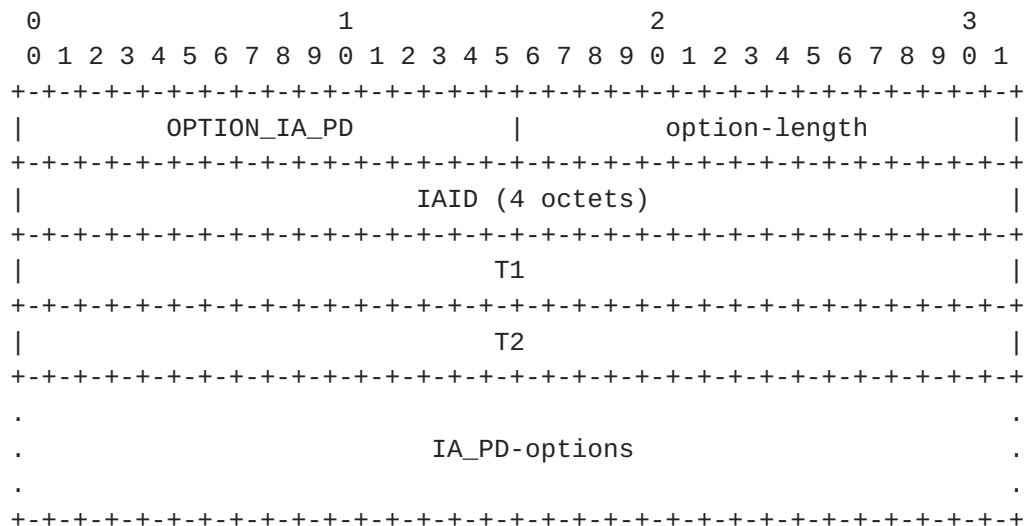 0                   1                   2                   3
 0 1 2 3 4 5 6 7 8 9 0 1 2 3 4 5 6 7 8 9 0 1 2 3 4 5 6 7 8 9 0 1
+-+-+-+-+-+-+-+-+-+-+-+-+-+-+-+-+-+-+-+-+-+-+-+-+-+-+-+-+-+-+-+-+
|         OPTION_IA_PD          |         option-length         |
+-+-+-+-+-+-+-+-+-+-+-+-+-+-+-+-+-+-+-+-+-+-+-+-+-+-+-+-+-+-+-+-+
|                         IAID (4 octets)                       |
+-+-+-+-+-+-+-+-+-+-+-+-+-+-+-+-+-+-+-+-+-+-+-+-+-+-+-+-+-+-+-+-+
|                              T1                               |
+-+-+-+-+-+-+-+-+-+-+-+-+-+-+-+-+-+-+-+-+-+-+-+-+-+-+-+-+-+-+-+-+
|                              T2                               |
+-+-+-+-+-+-+-+-+-+-+-+-+-+-+-+-+-+-+-+-+-+-+-+-+-+-+-+-+-+-+-+-+
.                                                               .
.                          IA_PD-options                        .
.                                                               .
+-+-+-+-+-+-+-+-+-+-+-+-+-+-+-+-+-+-+-+-+-+-+-+-+-+-+-+-+-+-+-+-+